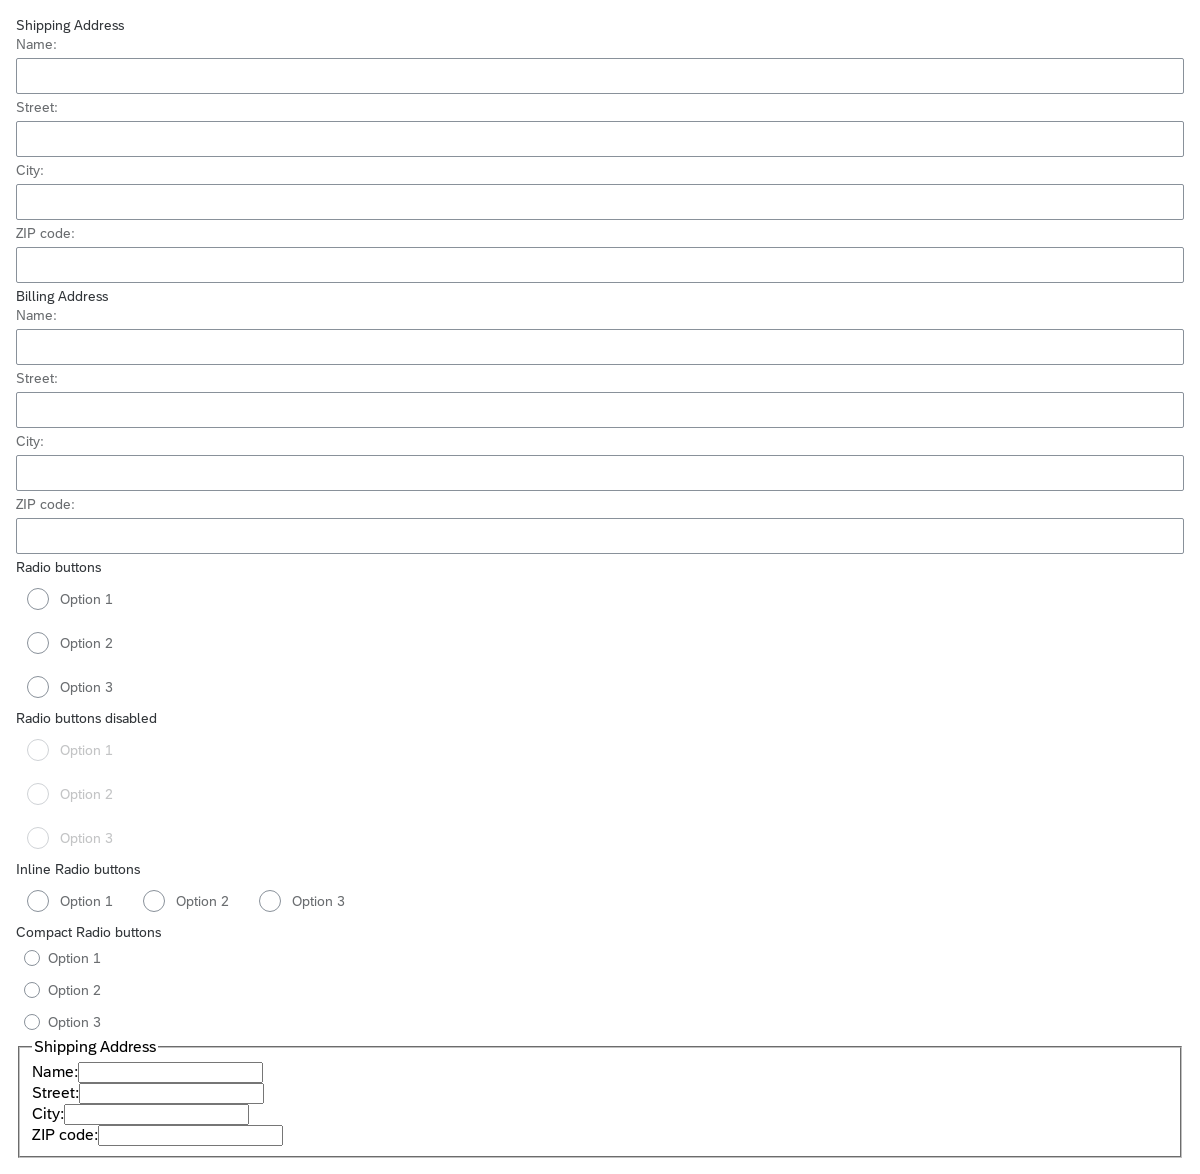 Shipping Address
Name:
Street:
City:
ZIP code:
Billing Address
Name:
Street:
City:
ZIP code:
Radio buttons
Option 1
Option 2
Option 3
Radio buttons disabled
Option 1
Option 2
Option 3
Inline Radio buttons
Option 1 Option 2 Option 3
Compact Radio buttons
Option 1
Option 2
Option 3
Shipping Address
Name:
Street:
City:
ZIP code: